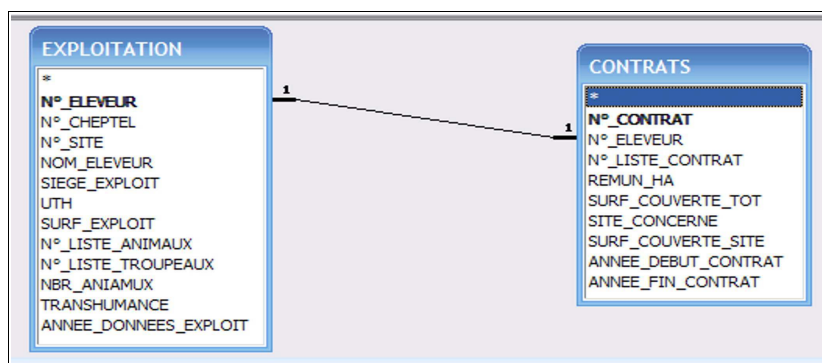 EXPLOITATION
*
N°_ELEVEUR
N°_CHEPTEL
N°_SITE
NOM_ELEVEUR
SIEGE_EXPLOIT
UTH
SURF_EXPLOIT
N°_LISTE_ANIMAUX
N°_LISTE_TROUPEAUX
NBR_ANIAMUX
TRANSHUMANCE
ANNEE_DONNEES_EXPLOIT
1
1
CONTRATS
*
N°_CONTRAT
N°_ELEVEUR
N°_LISTE_CONTRAT
REMUN_HA
SURF_COUVERTE_TOT
SITE_CONCERNE
SURF_COUVERTE_SITE
ANNEE_DEBUT_CONTRAT
ANNEE_FIN_CONTRAT